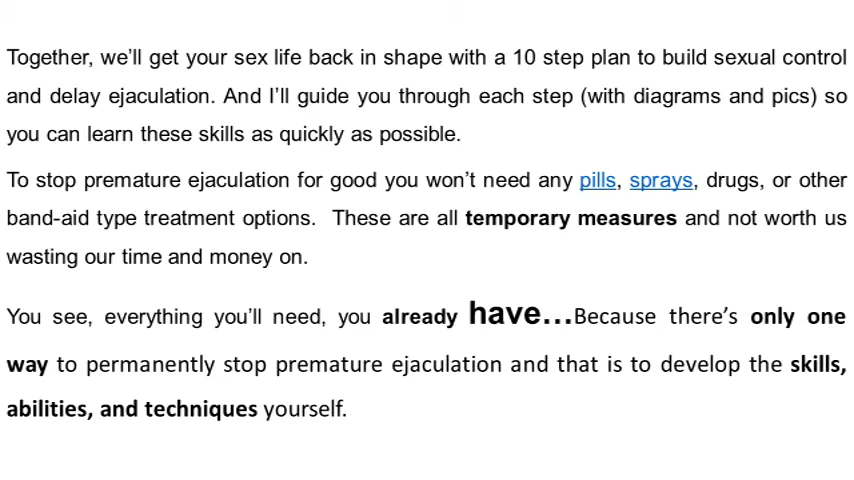 Together, we’ll get your sex life back in shape with a 10 step plan to build sexual control
and delay ejaculation. And I’ll guide you through each step (with diagrams and pics) so
you can learn these skills as quickly as possible.
To stop premature ejaculation for good you won’t need any pills, sprays, drugs, or other
band-aid type treatment options.  These are all temporary measures and not worth us
wasting our time and money on.
You see, everything you’ll need, you already have…Because there’s only one
way to permanently stop premature ejaculation and that is to develop the skills,
abilities, and techniques yourself.